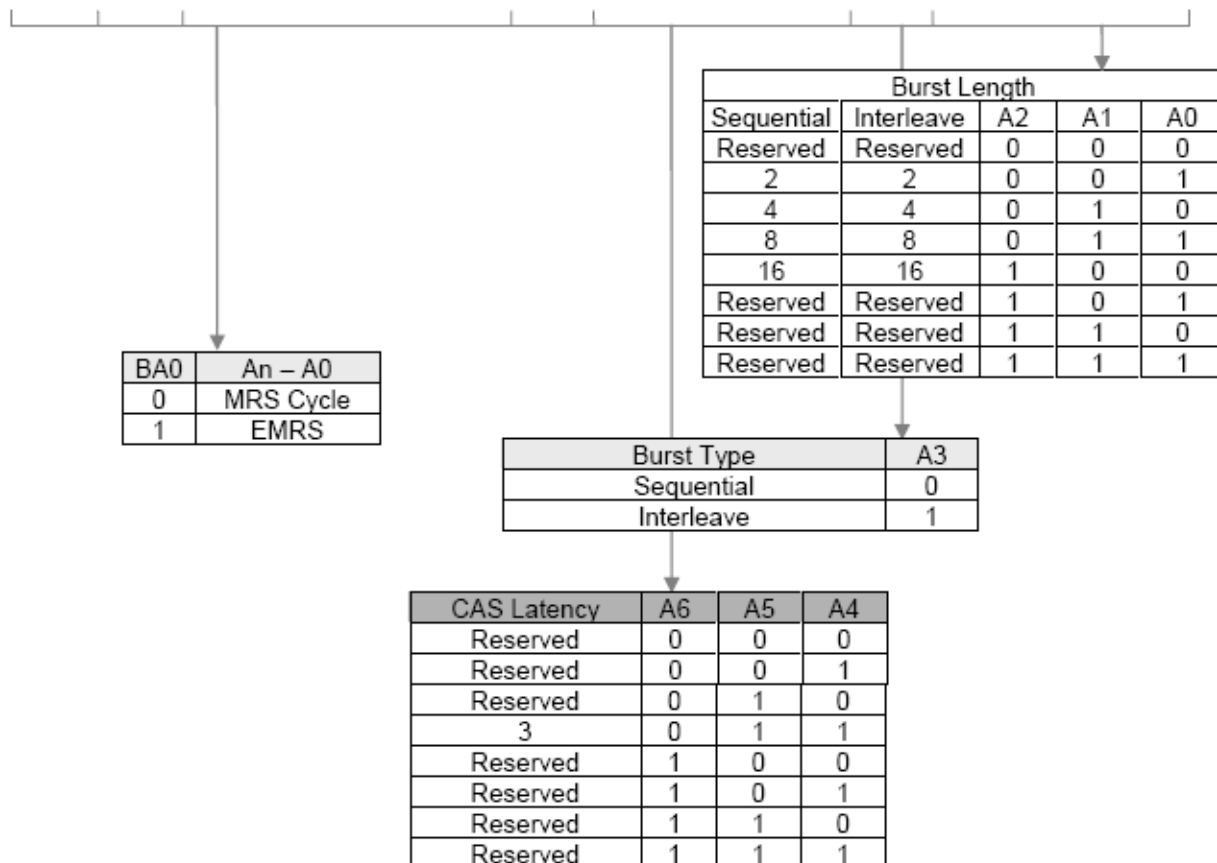 Burst Length
Sequential Interleave A2 A1 A0
Reserved Reserved 0 0 0
2 2 0 0 1
4 4 0 1 0
8 8 0 1 1
16 16 1 0 0
Reserved Reserved 1 0 1
Reserved Reserved 1 1 0
Reserved Reserved 1 1 1
BA0 An – A0
0 MRS Cycle
1 EMRS
Burst Type A3
Sequential 0
Interleave 1
CAS Latency A6 A5 A4
Reserved 0 0 0
Reserved 0 0 1
Reserved 0 1 0
3 0 1 1
Reserved 1 0 0
Reserved 1 0 1
Reserved 1 1 0
Reserved 1 1 1